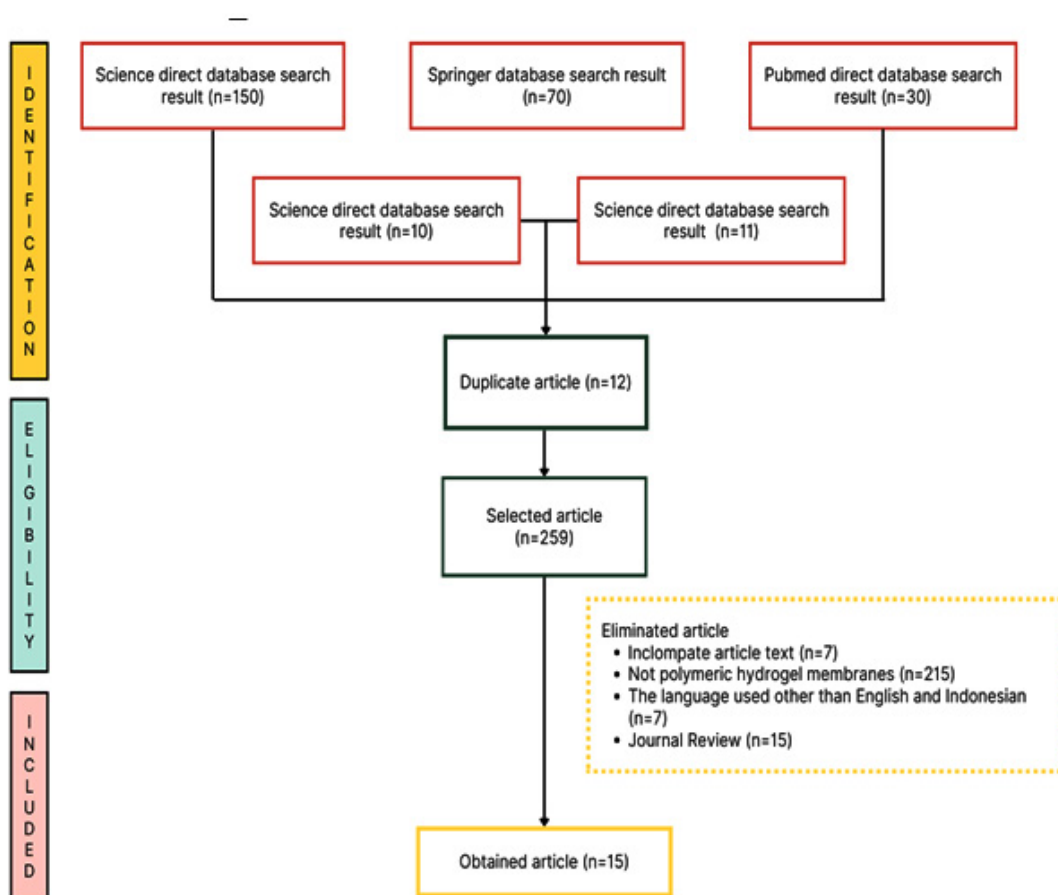 IDENTIFICATION
Science direct database search
result (n=150)
Springer database search result
(n=70)
Pubmed direct database search
result (n=30)
Science direct database search
result (n=10)
Science direct database search
result (n=11)
Duplicate article (n=12)
ELIGIBILITY
Selected article
(n=259)
Eliminated article
• Inclompate article text (n=7)
• Not polymeric hydrogel membranes (n=215)
• The language used other than English and Indonesian
(n=7)
• Journal Review (n=15)
INCLUDED
Obtained article (n=15)